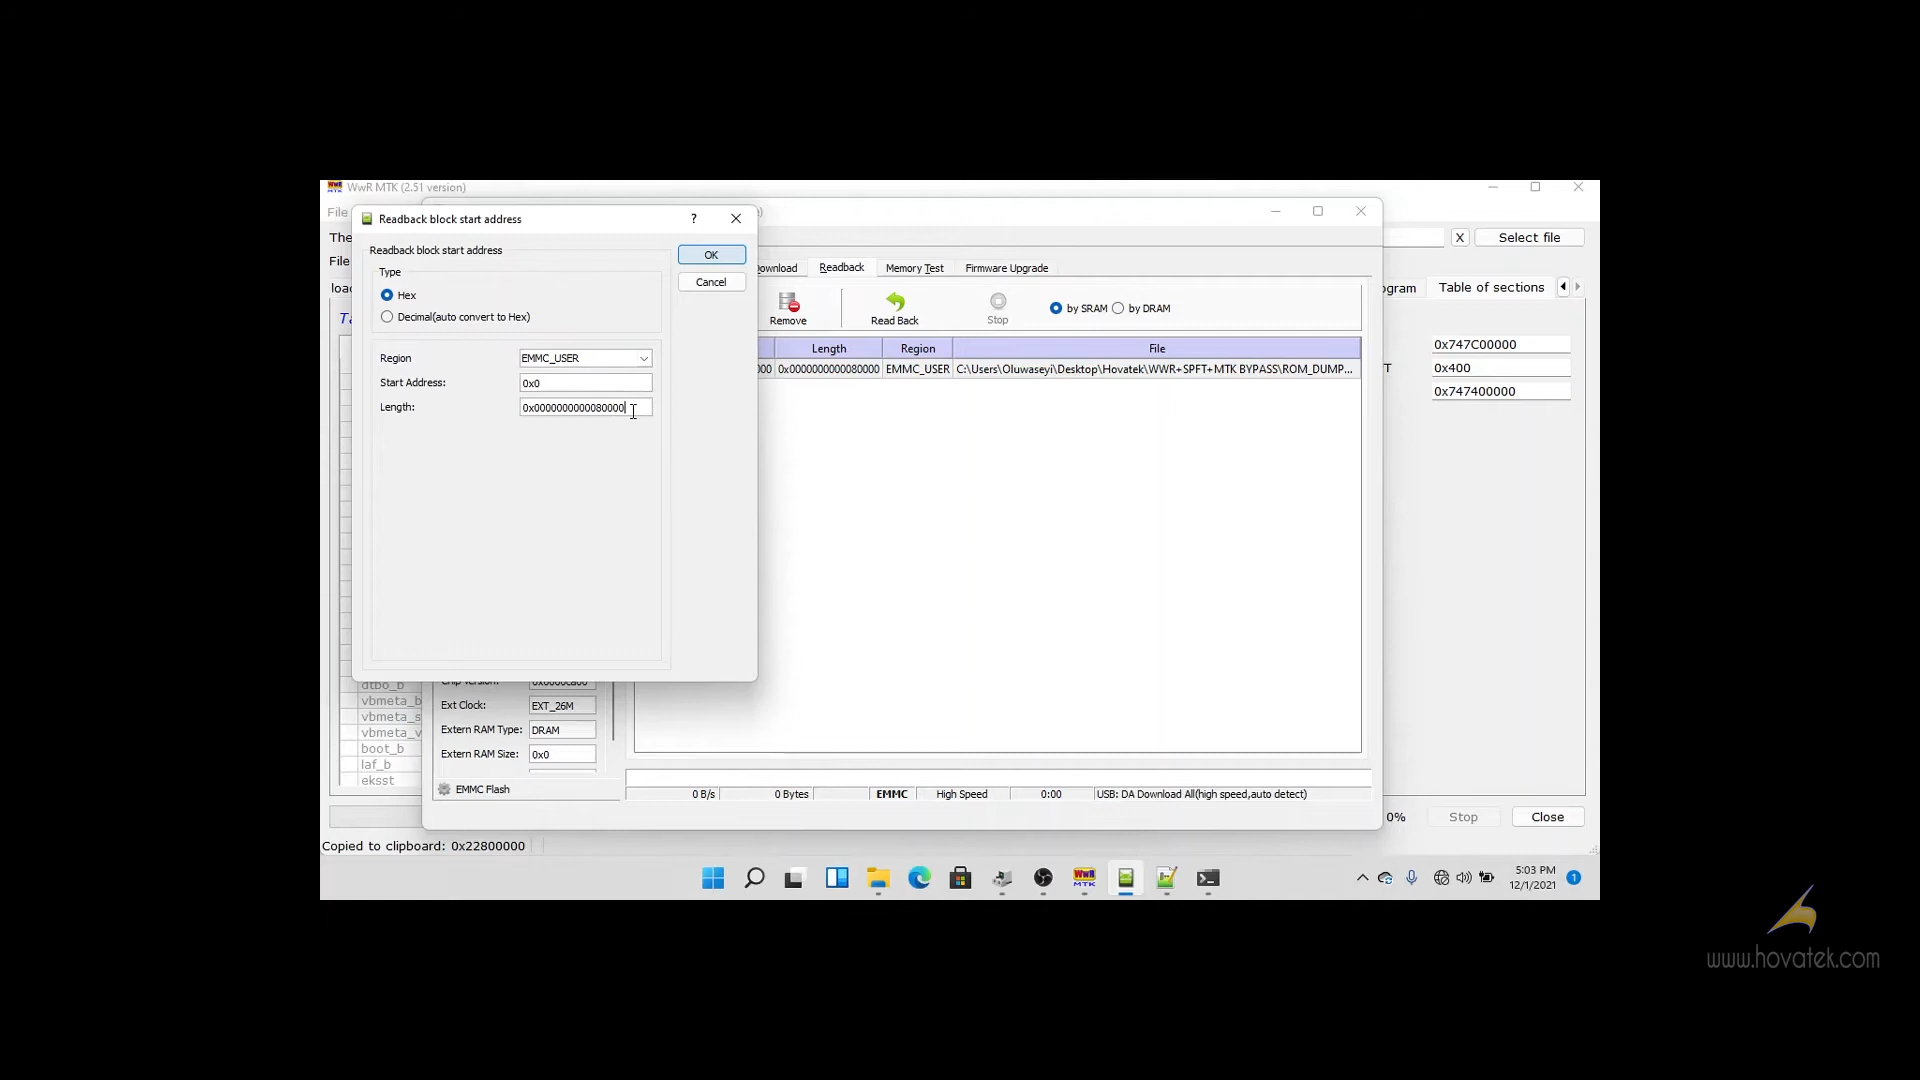 WwR MTK (2.51 version)
File
Readback block start address
?
The
X
Select file
File
Readback block start address
OK
Type
Cancel
Hex
Decimal(auto convert to Hex)
Region
EMMC_USER
Start Address:
0x0
Length:
0x0000000000080000
Readback
Memory Test
Firmware Upgrade
ogram
Table of sections
Remove
Read Back
Stop
by SRAM
by DRAM
Length
Region
File
000
0x0000000000080000
EMMC_USER
C:\Users\Oluwaseyi\Desktop\Hovatek\WWR+SPFT+MTK BYPASS\ROM_DUMP...
0x747C00000
T
0x400
0x747400000
dtbo_b
vbmeta_b
vbmeta_s
vbmeta_v
boot_b
laf_b
eksst
Ext Clock:
EXT_26M
Extern RAM Type:
DRAM
Extern RAM Size:
0x0
EMMC Flash
0 B/s
0 Bytes
EMMC
High Speed
0:00
USB: DA Download All(high speed,auto detect)
0%
Stop
Close
Copied to clipboard: 0x22800000
WwR
MTK
5:03 PM
12/1/2021
1
www.hovatek.com